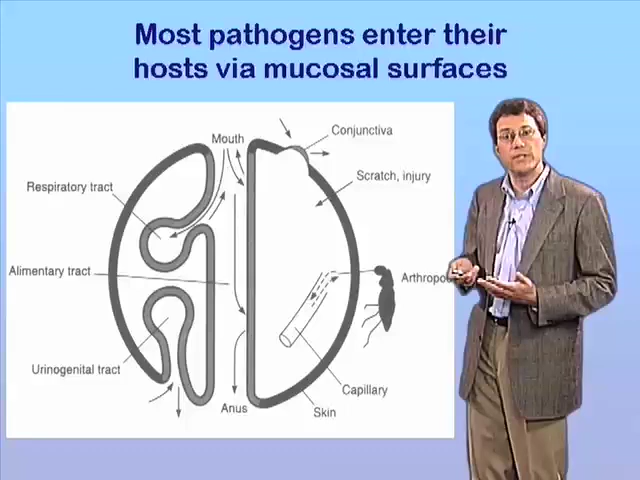 Most pathogens enter their
hosts via mucosal surfaces
Mouth
Conjunctiva
Respiratory tract
Scratch, injury
Alimentary tract
Urinogenital tract
Capillary
Anus
Skin